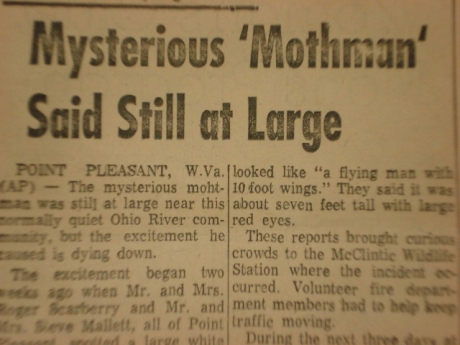 Mysterious 'Mothman'
Said Still at Large
POINT PLEASANT, W.Va.
(AP) — The mysterious moth-
man was still at large near this
normally quiet Ohio River com-
munity, but the excitement he
caused is dying down.
The excitement began two
weeks ago when Mr. and Mrs.
Roger Scarberry and Mr. and
Mrs. Steve Mallett, all of Point
Pleasant, spotted a large white
looked like "a flying man with
10 foot wings." They said it was
about seven feet tall with large
red eyes.
These reports brought curious
crowds to the McClintic Wildlife
Station where the incident oc-
curred. Volunteer fire depart-
ment members had to help keep
traffic moving.
During the next three days at